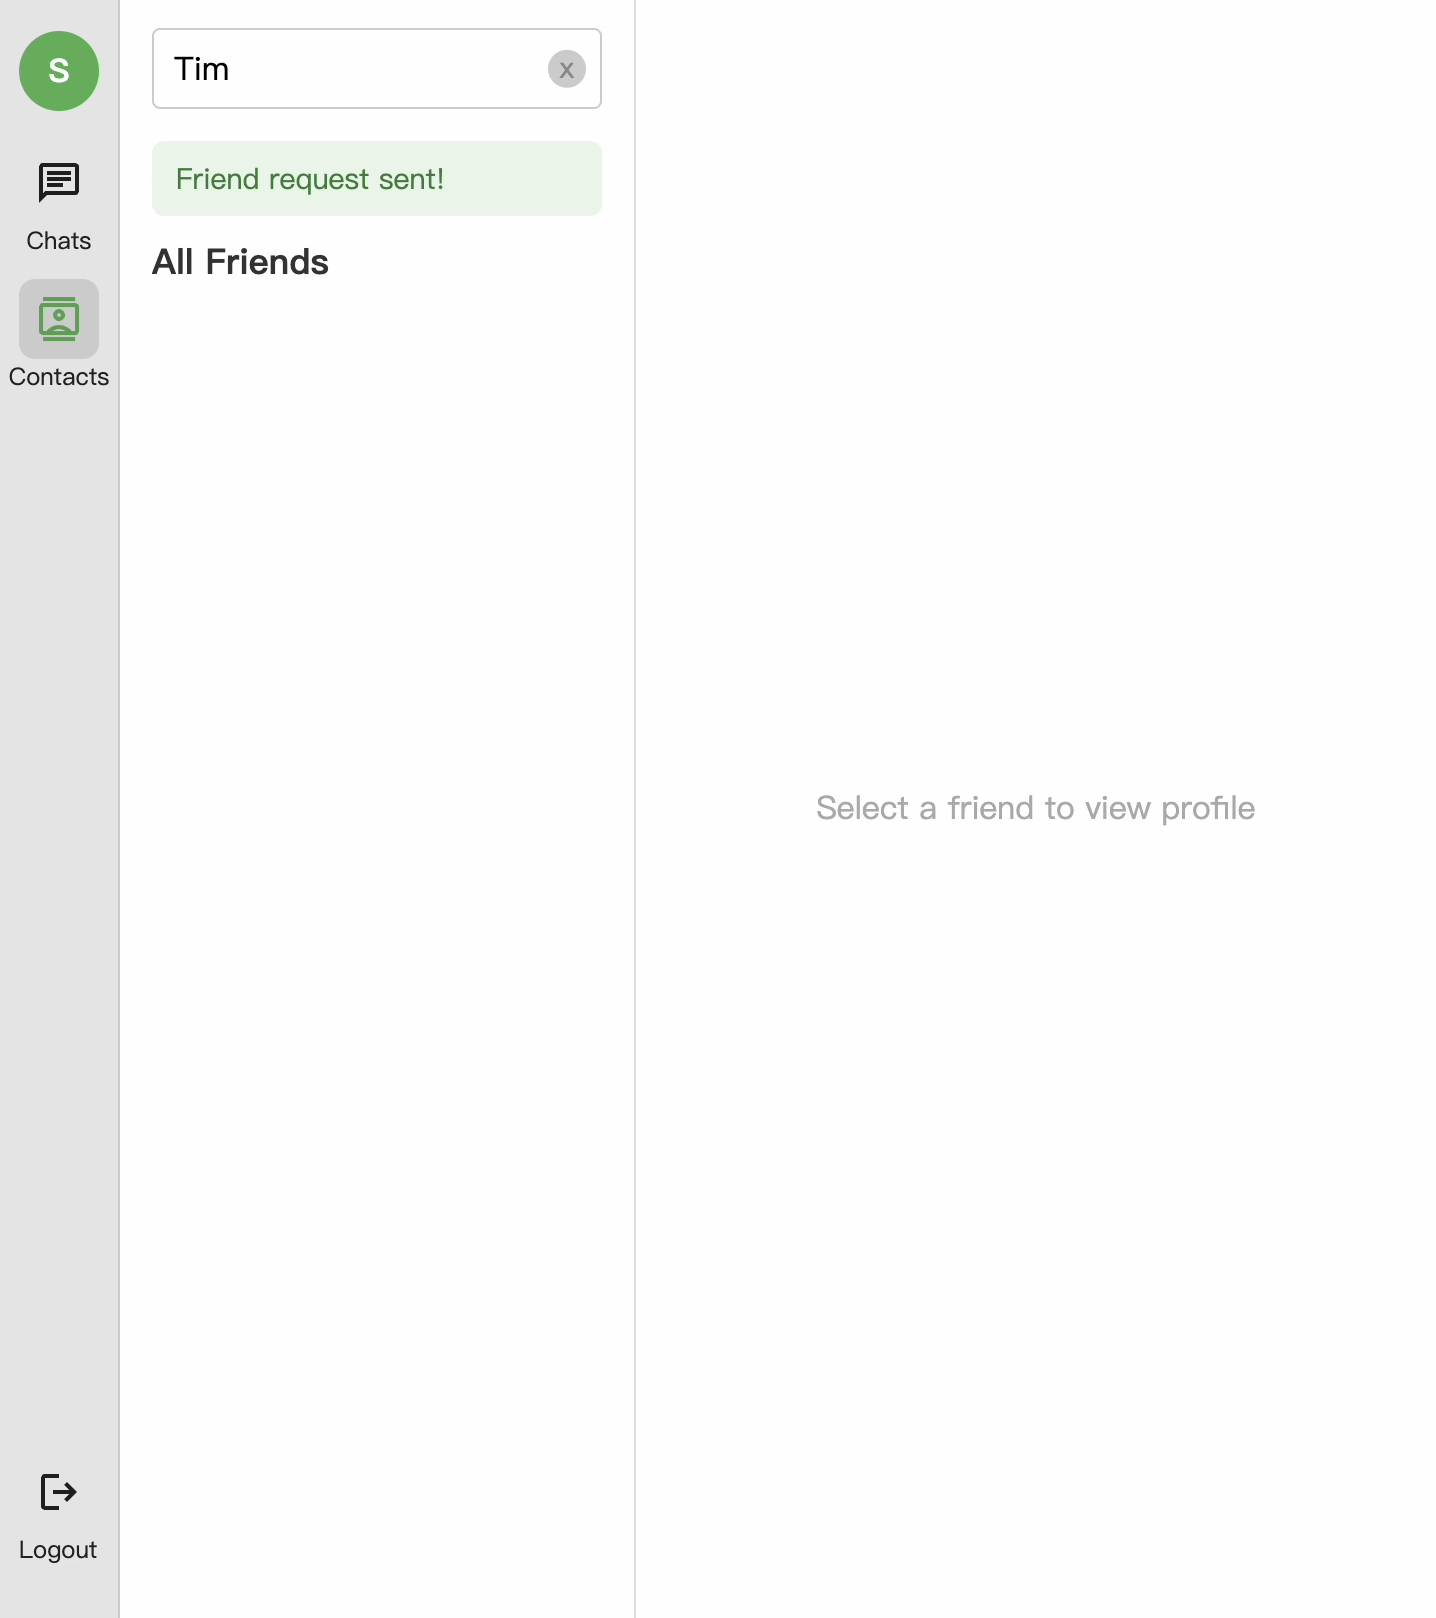 S
Chats
Contacts
Logout
Tim
x
Friend request sent!
All Friends
Select a friend to view profile